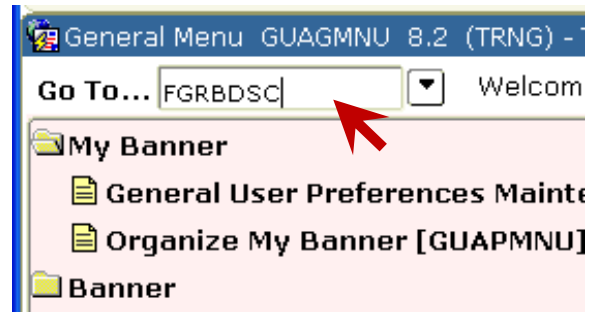 General Menu GUAGMNU 8.2 (TRNG) -
Go To... FGRBDSC Welcom
My Banner
General User Preferences Mainte
Organize My Banner [GUAPMNU]
Banner